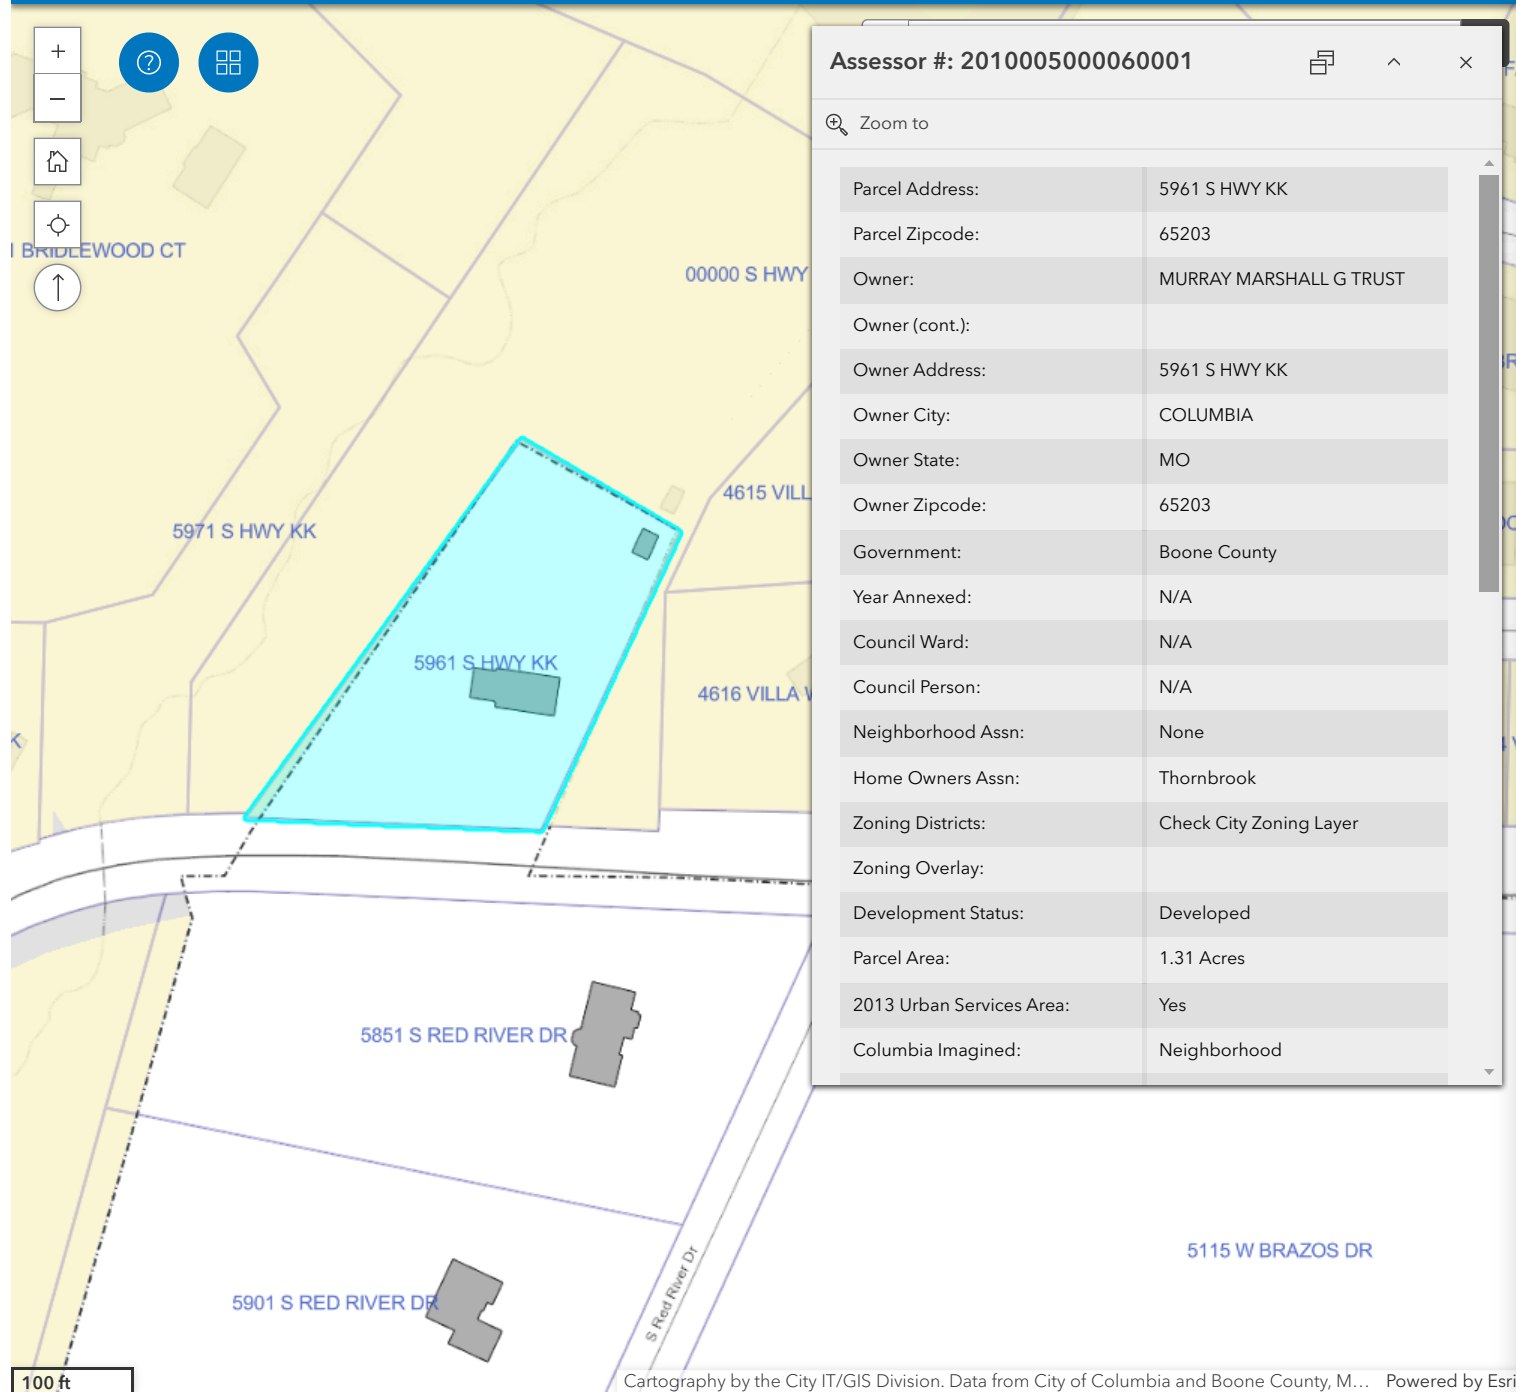 Assessor #: 2010005000060001
Zoom to
Parcel Address: 5961 S HWY KK
Parcel Zipcode: 65203
Owner: MURRAY MARSHALL G TRUST
Owner (cont.):
Owner Address: 5961 S HWY KK
Owner City: COLUMBIA
Owner State: MO
Owner Zipcode: 65203
Government: Boone County
Year Annexed: N/A
Council Ward: N/A
Council Person: N/A
Neighborhood Assn: None
Home Owners Assn: Thornbrook
Zoning Districts: Check City Zoning Layer
Zoning Overlay:
Development Status: Developed
Parcel Area: 1.31 Acres
2013 Urban Services Area: Yes
Columbia Imagined: Neighborhood
BRIDLEWOOD CT
00000 S HWY
4615 VILL
5971 S HWY KK
5961 S HWY KK
4616 VILLA
5851 S RED RIVER DR
5115 W BRAZOS DR
5901 S RED RIVER DR
S Red River Dr
100 ft
Cartography by the City IT/GIS Division. Data from City of Columbia and Boone County, M... Powered by Esri